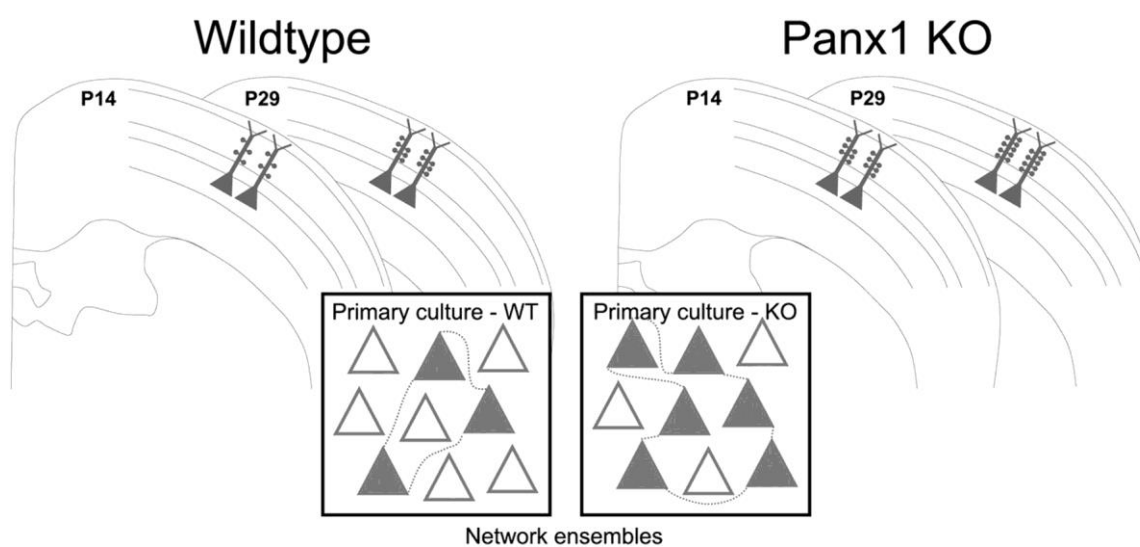 Wildtype
Panx1 KO
P14
P29
P14
P29
Primary culture - WT
Primary culture - KO
Network ensembles